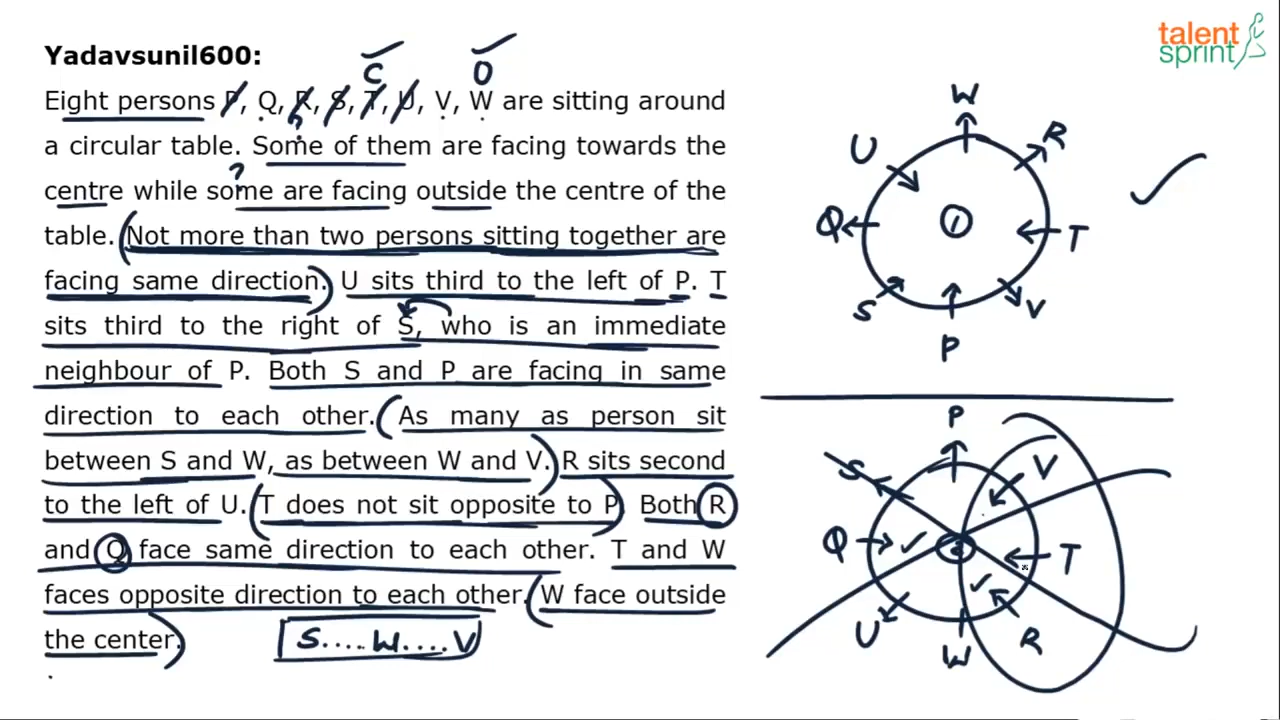 talent
sprint
Yadavsunil600:
C O
Eight persons P, Q, R, S, T, U, V, W are sitting around
a circular table. Some of them are facing towards the
?
centre while some are facing outside the centre of the
table. (Not more than two persons sitting together are
facing same direction.) U sits third to the left of P. T
sits third to the right of S, who is an immediate
neighbour of P. Both S and P are facing in same
direction to each other. (As many as person sit
between S and W, as between W and V.) R sits second
to the left of U. (T does not sit opposite to P) Both R
and Q face same direction to each other. T and W
faces opposite direction to each other. (W face outside
the center.)
S....W....V
W
U R
Q 1 T
S V
P
P
S V
Q 2 T
U R
W